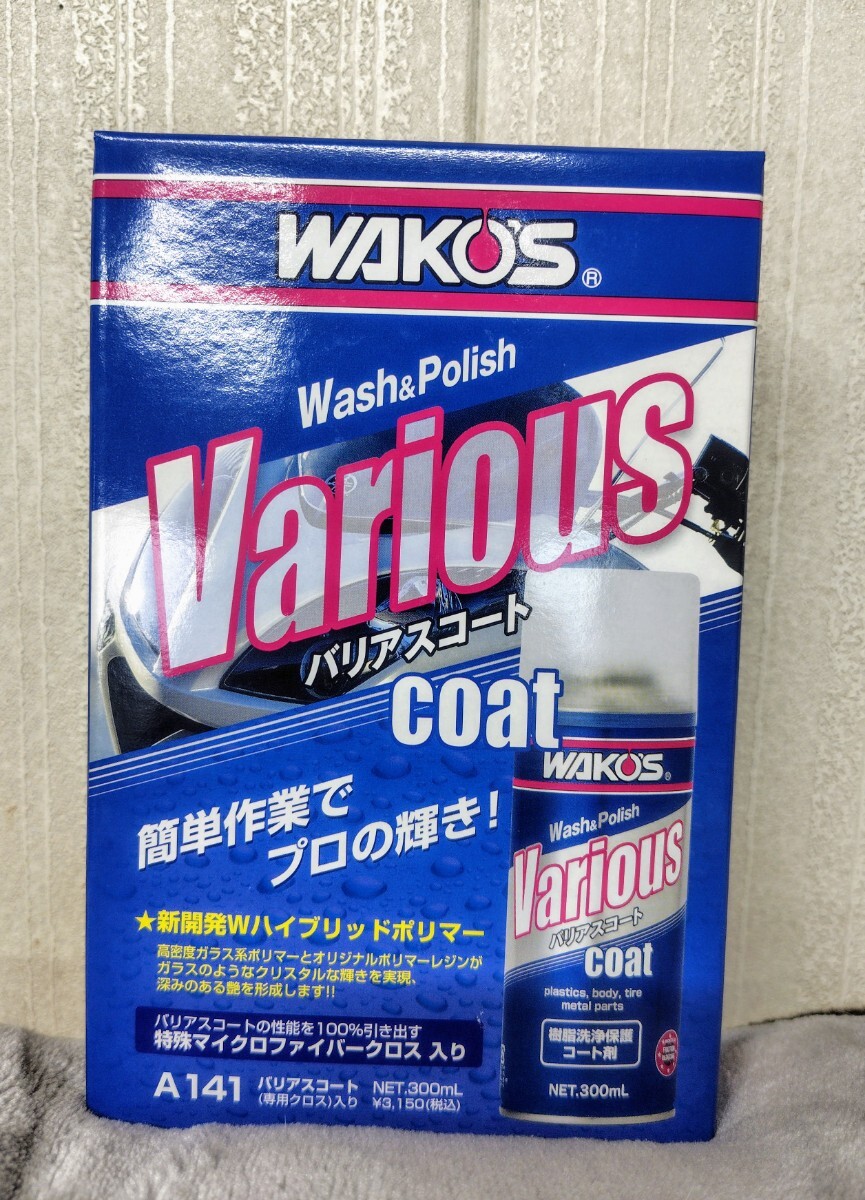 WAKO'S®
Wash&Polish
Various
バリアスコート
coat
簡単作業で
プロの輝き!
★新開発Wハイブリッドポリマー
高密度ガラス系ポリマーとオリジナルポリマーレジンが
ガラスのようなクリスタルな輝きを実現、
深みのある艶を形成します!!
バリアスコートの性能を100%引き出す
特殊マイクロファイバークロス 入り
A141 バリアスコート NET.300mL
(専用クロス)入り ¥3,150(税込)
WAKO'S®
Wash&Polish
Various
バリアスコート
coat
plastics, body, tire
metal parts
樹脂洗浄保護
コート剤
NET.300mL